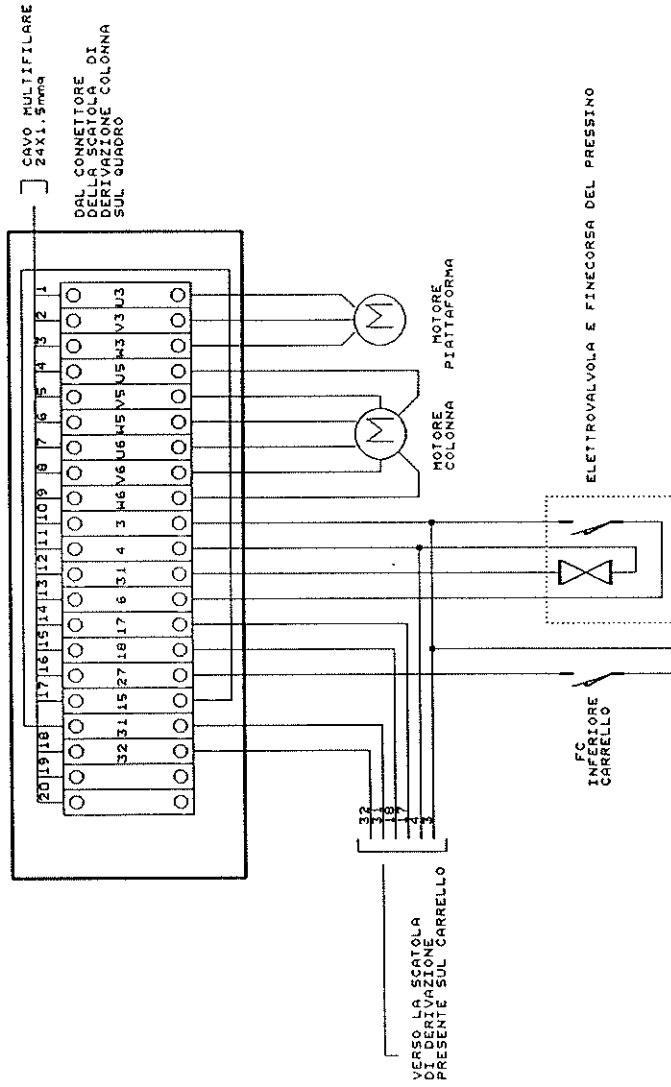 CAVO MULTIFILARE
24X1.5mmq
DAL CONNETTORE
DELLA SCATOLA DI
DERIVAZIONE COLONNA
SUL QUADRO
1
2
3
4
5
6
7
8
9
10
11
12
13
14
15
16
17
18
19
20
U3
V3
W3
U5
V5
W5
U6
V6
W6
3
4
31
6
17
18
27
15
31
32
M
MOTORE
PIATTAFORMA
M
MOTORE
COLONNA
ELETTROVALVOLA E FINECORSA DEL PRESSINO
FC
INFERIORE
CARRELLO
32
31
18
17
4
3
VERSO LA SCATOLA
DI DERIVAZIONE
PRESENTE SUL CARRELLO